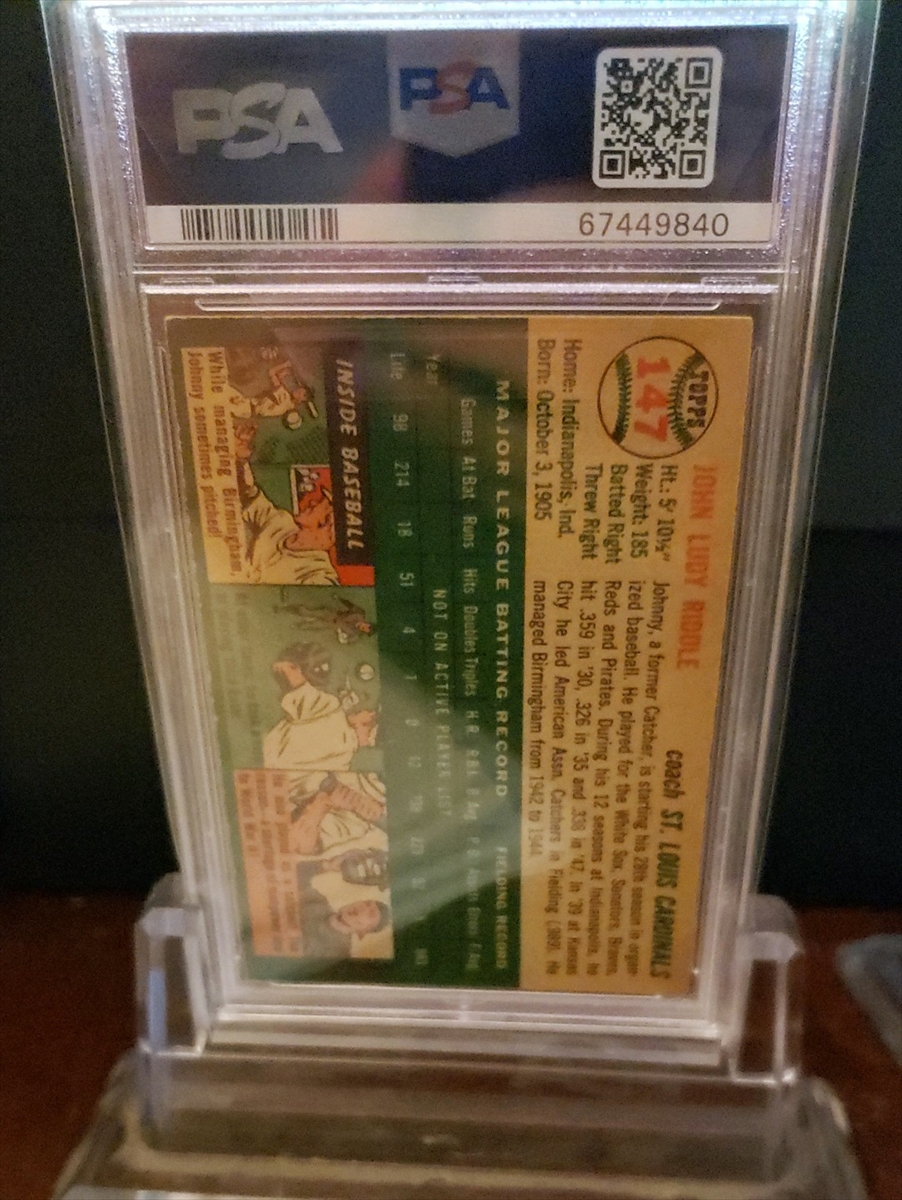 PSA
PSA
67449840
TOPPS
147
JOHN LUDY RIDDLE
coach ST. LOUIS CARDINALS
Ht.: 5' 10½"
Weight: 185
Batted Right
Threw Right
Home: Indianapolis, Ind.
Born: October 3, 1905
Johnny, a former Catcher, is starting his 28th season in organ-
ized baseball. He played for the White Sox, Senators, Browns,
Reds and Pirates. During his 12 seasons at Indianapolis, he
hit .359 in '30, .326 in '35 and .338 in '47. In '39 at Kansas
City he led American Assn. Catchers in Fielding (.989). He
managed Birmingham from 1942 to 1944.
MAJOR LEAGUE BATTING RECORD FIELDING RECORD
Games At Bat Runs Hits Doubles Triples H.R. R.B.I. B.Avg.
Year NOT ON ACTIVE PLAYER LIST
Life 98 214 18 51 4 1 0
INSIDE BASEBALL
While managing Birmingham,
Johnny sometimes pitched!